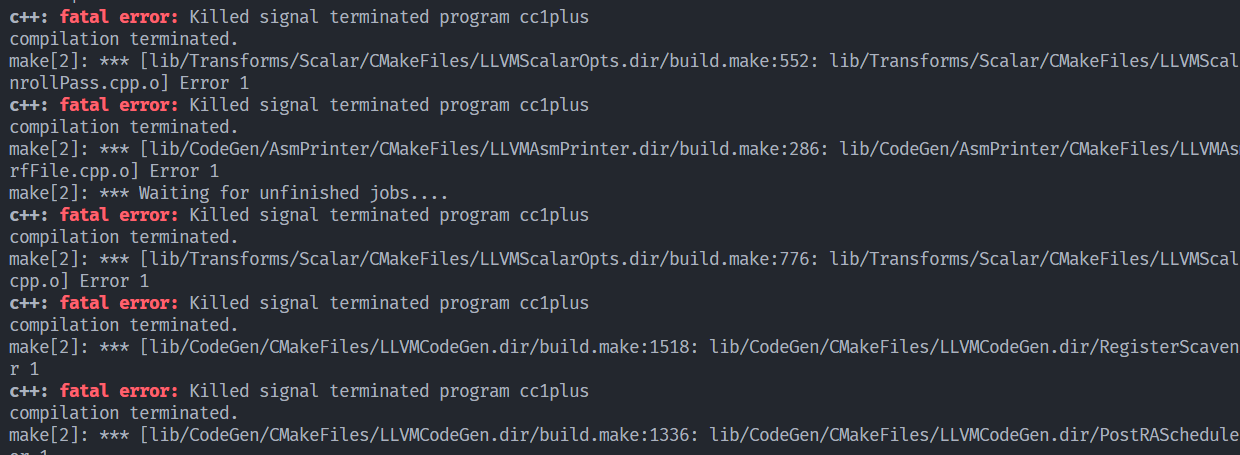 c++: fatal error: Killed signal terminated program cc1plus
compilation terminated.
make[2]: *** [lib/Transforms/Scalar/CMakeFiles/LLVMScalarOpts.dir/build.make:552: lib/Transforms/Scalar/CMakeFiles/LLVMScal
nrollPass.cpp.o] Error 1
c++: fatal error: Killed signal terminated program cc1plus
compilation terminated.
make[2]: *** [lib/CodeGen/AsmPrinter/CMakeFiles/LLVMAsmPrinter.dir/build.make:286: lib/CodeGen/AsmPrinter/CMakeFiles/LLVMAs
rfFile.cpp.o] Error 1
make[2]: *** Waiting for unfinished jobs....
c++: fatal error: Killed signal terminated program cc1plus
compilation terminated.
make[2]: *** [lib/Transforms/Scalar/CMakeFiles/LLVMScalarOpts.dir/build.make:776: lib/Transforms/Scalar/CMakeFiles/LLVMScal
cpp.o] Error 1
c++: fatal error: Killed signal terminated program cc1plus
compilation terminated.
make[2]: *** [lib/CodeGen/CMakeFiles/LLVMCodeGen.dir/build.make:1518: lib/CodeGen/CMakeFiles/LLVMCodeGen.dir/RegisterScaven
r 1
c++: fatal error: Killed signal terminated program cc1plus
compilation terminated.
make[2]: *** [lib/CodeGen/CMakeFiles/LLVMCodeGen.dir/build.make:1336: lib/CodeGen/CMakeFiles/LLVMCodeGen.dir/PostRASchedule
or 1